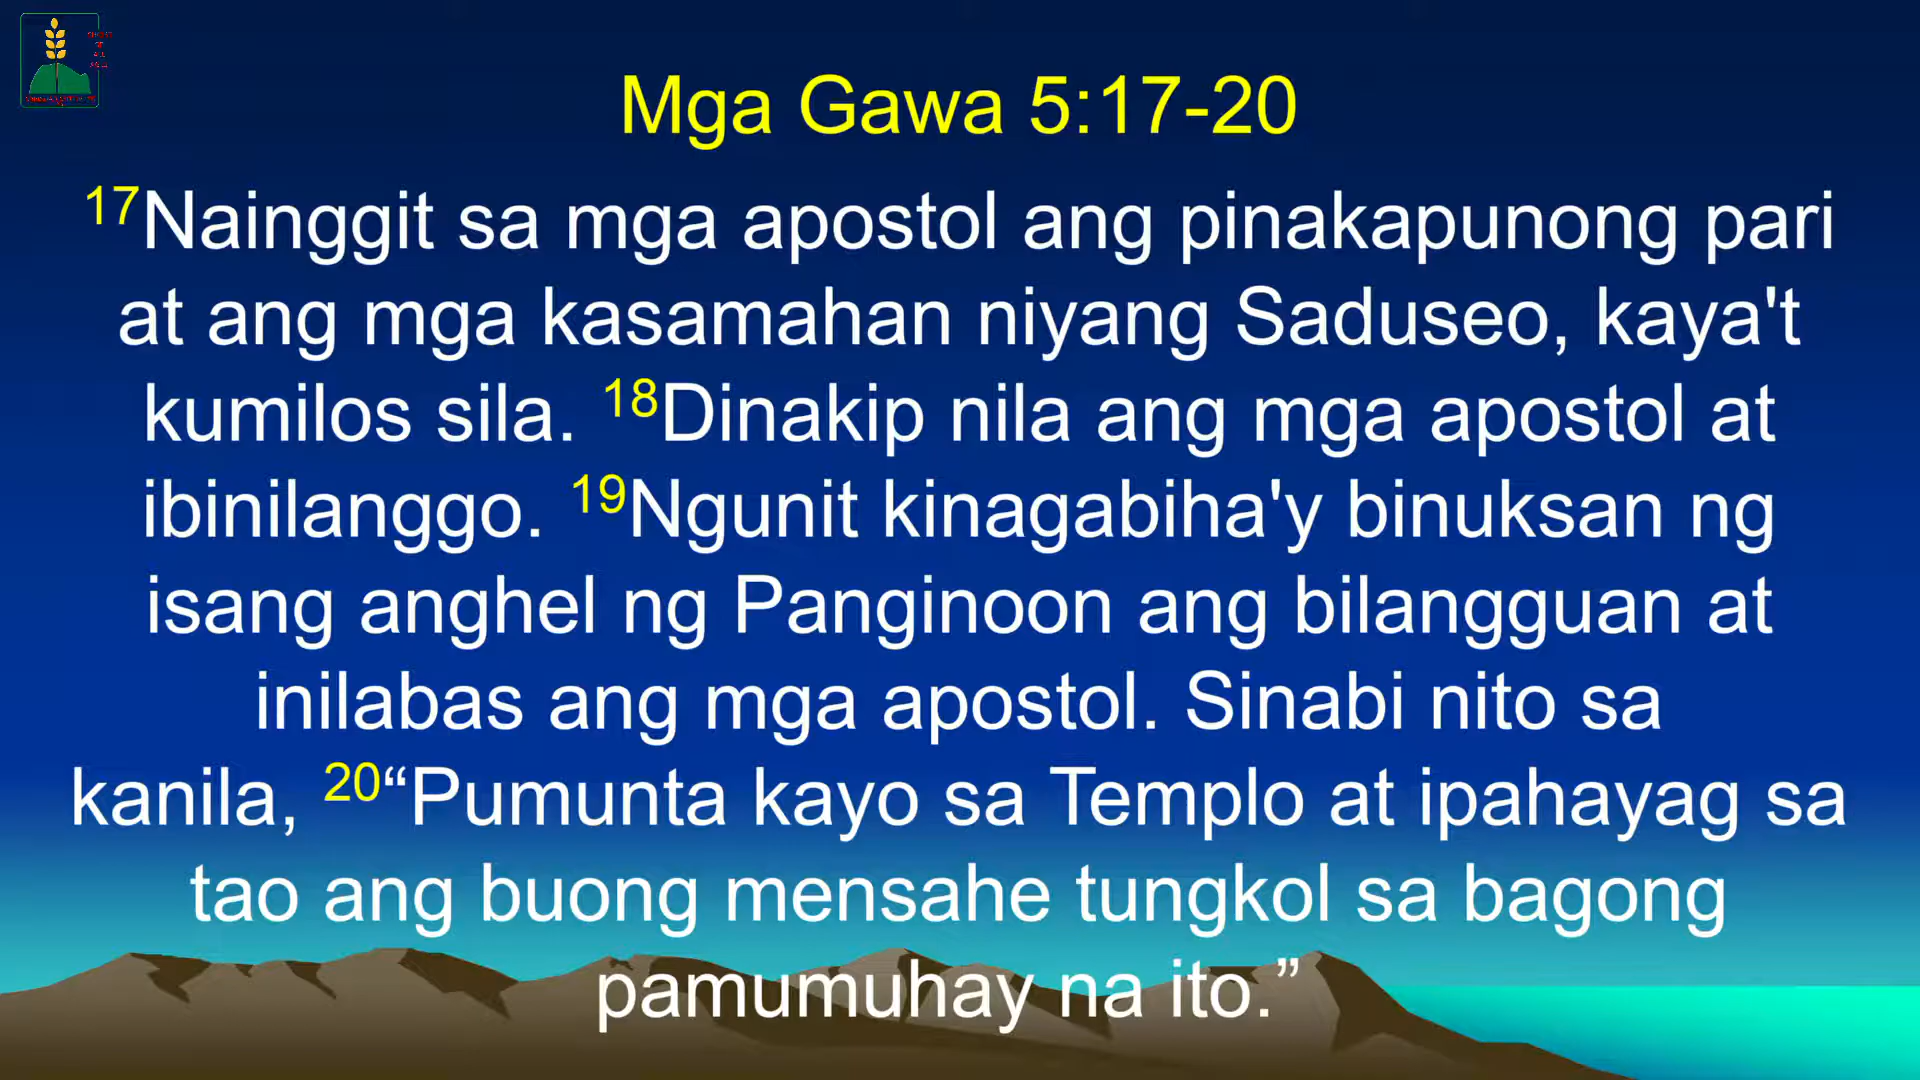 Mga Gawa 5:17-20
17Nainggit sa mga apostol ang pinakapunong pari
at ang mga kasamahan niyang Saduseo, kaya't
kumilos sila. 18Dinakip nila ang mga apostol at
ibinilanggo. 19Ngunit kinagabiha'y binuksan ng
isang anghel ng Panginoon ang bilangguan at
inilabas ang mga apostol. Sinabi nito sa
kanila, 20“Pumunta kayo sa Templo at ipahayag sa
tao ang buong mensahe tungkol sa bagong
pamumuhay na ito.”